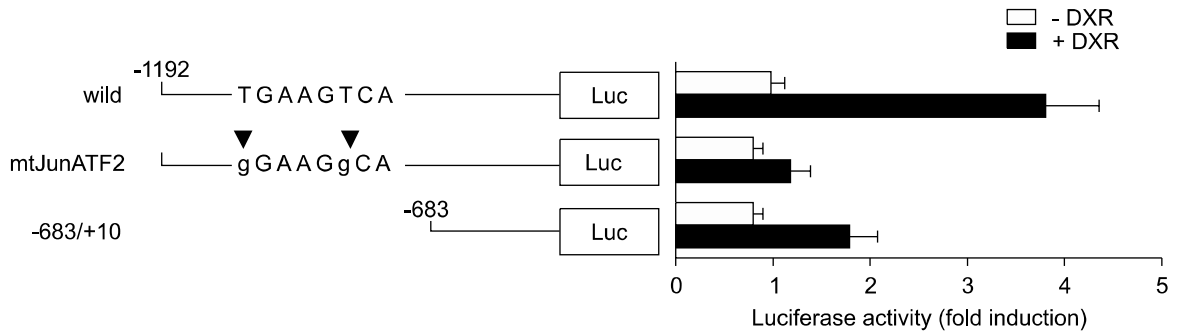 - DXR
+ DXR
-1192
wild TGAAGTCA Luc
mtJunATF2 gGAAGgCA Luc
-683
-683/+10 Luc
0 1 2 3 4 5
Luciferase activity (fold induction)